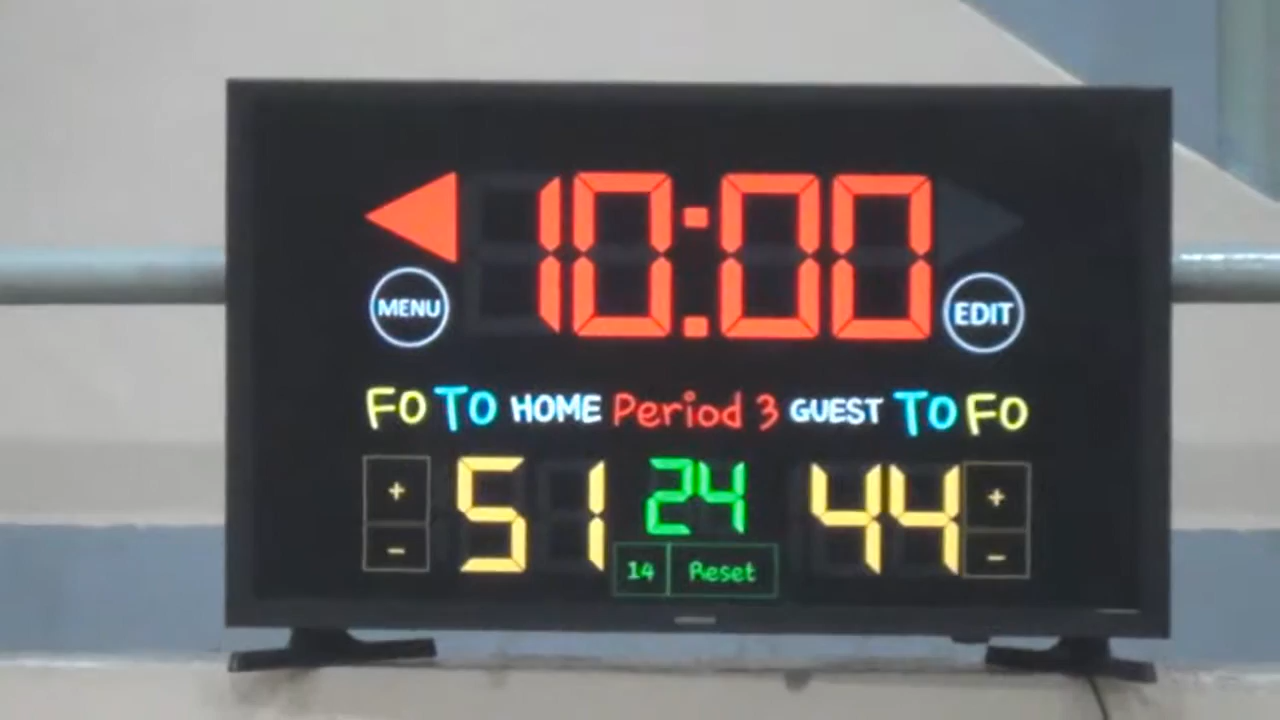 10:00
MENU EDIT
FO TO HOME Period 3 GUEST TO FO
+ 51 24 44 +
- 14 Reset -